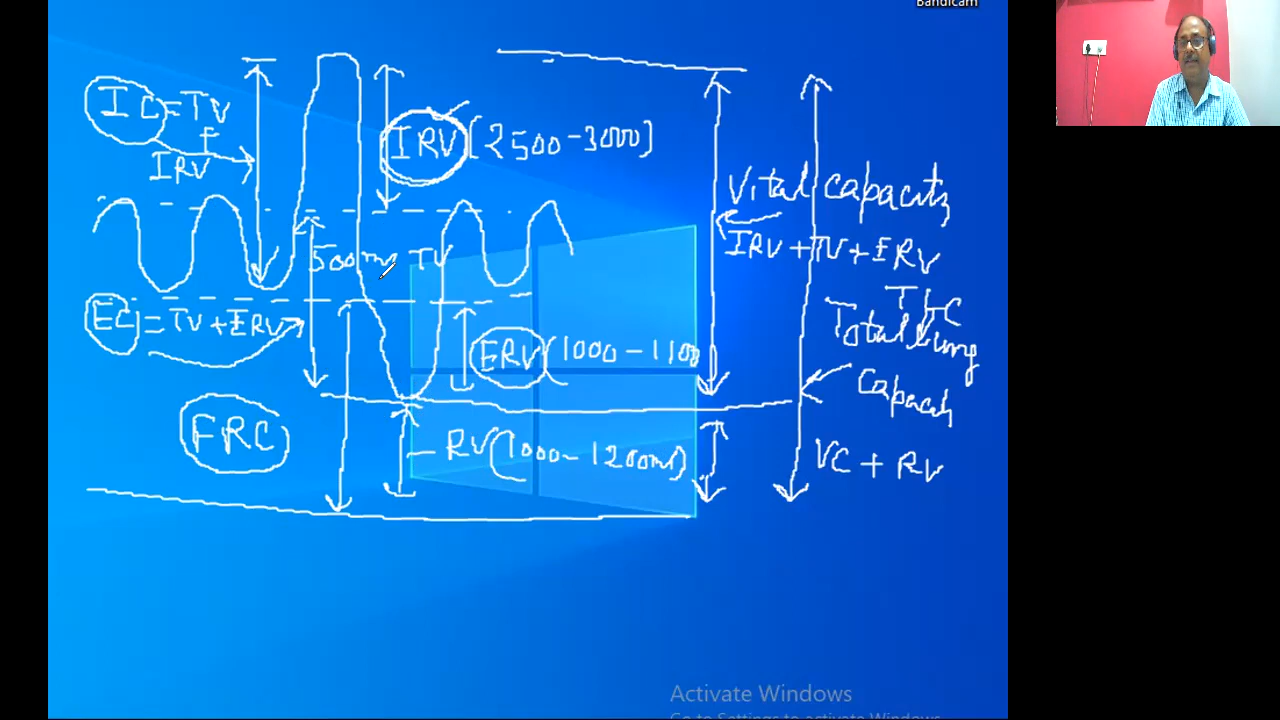 Bandicam
IC=TV
+
IRV
IRV (2500-3000)
500ml TV
EC=TV+ERV
ERV (1000-1100
FRC
RV(1000-1200ml)
Vital capacity
IRV+TV+ERV
TLC
Total lung
capacity
VC + RV
Activate Windows
Go to Settings to activate Windows